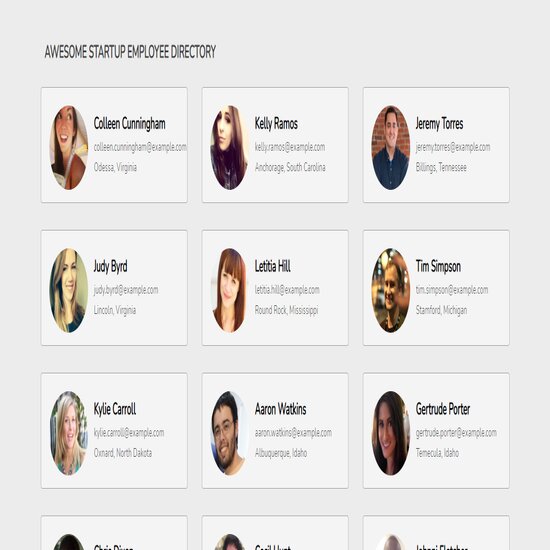 AWESOME STARTUP EMPLOYEE DIRECTORY
Colleen Cunningham
colleen.cunningham@example.com
Odessa, Virginia
Kelly Ramos
kelly.ramos@example.com
Anchorage, South Carolina
Jeremy Torres
jeremy.torres@example.com
Billings, Tennessee
Judy Byrd
judy.byrd@example.com
Lincoln, Virginia
Letitia Hill
letitia.hill@example.com
Round Rock, Mississippi
Tim Simpson
tim.simpson@example.com
Stamford, Michigan
Kylie Carroll
kylie.carroll@example.com
Oxnard, North Dakota
Aaron Watkins
aaron.watkins@example.com
Albuquerque, Idaho
Gertrude Porter
gertrude.porter@example.com
Temecula, Idaho